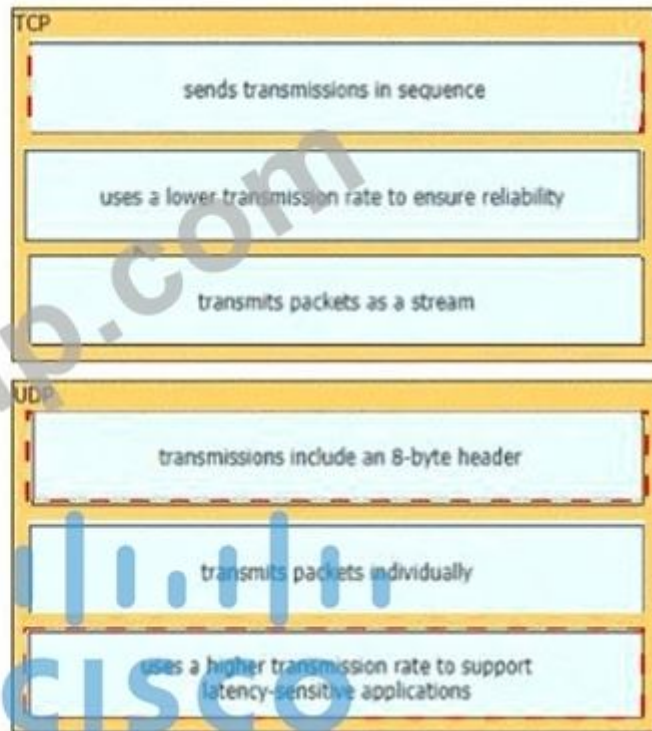 TCP
sends transmissions in sequence
uses a lower transmission rate to ensure reliability
transmits packets as a stream
UDP
transmissions include an 8-byte header
transmits packets individually
uses a higher transmission rate to support
latency-sensitive applications
p.com
CISCO